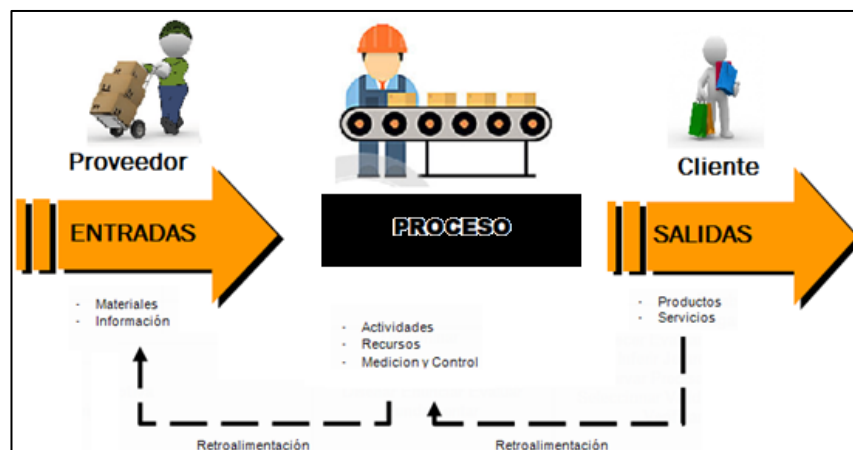 Proveedor
Cliente
ENTRADAS
PROCESO
SALIDAS
- Materiales
- Información
- Actividades
- Recursos
- Medicion y Control
- Productos
- Servicios
Retroalimentación
Retroalimentación